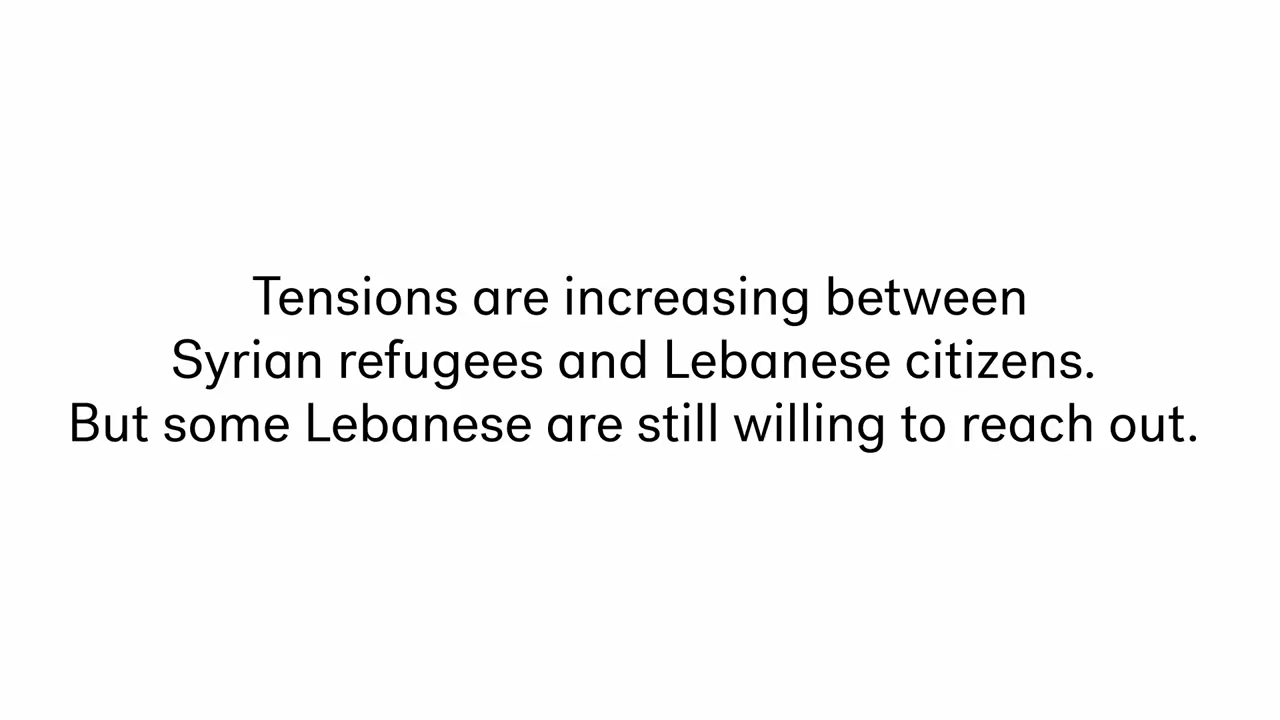 Tensions are increasing between
Syrian refugees and Lebanese citizens.
But some Lebanese are still willing to reach out.